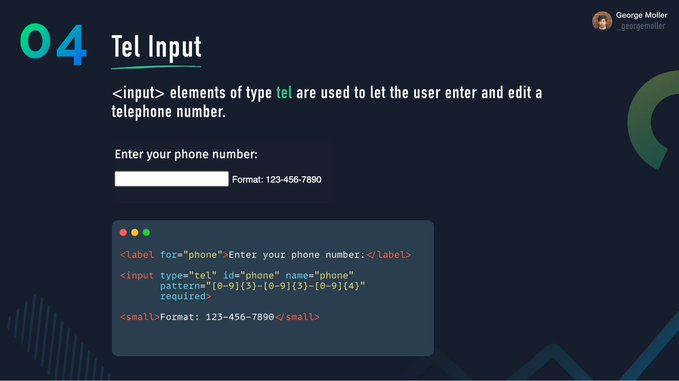 George Moller
_georgemoller
04
Tel Input
<input> elements of type tel are used to let the user enter and edit a
telephone number.
Enter your phone number:
Format: 123-456-7890
<label for="phone">Enter your phone number:</label>
<input type="tel" id="phone" name="phone"
pattern="[0-9]{3}-[0-9]{3}-[0-9]{4}"
required>
<small>Format: 123-456-7890</small>